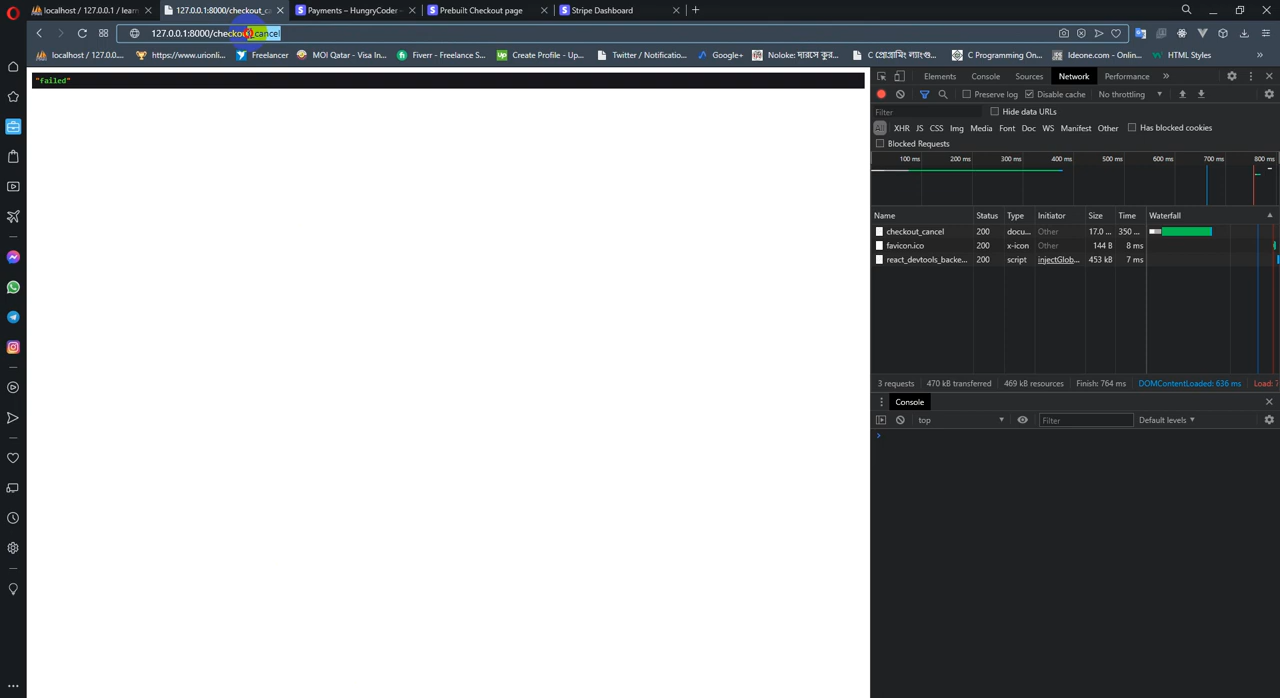 localhost / 127.0.0.1 / learn
127.0.0.1:8000/checkout_ca
Payments – HungryCoder -
Prebuilt Checkout page
Stripe Dashboard
127.0.0.1:8000/checkout_cancel
localhost / 127.0.0....
https://www.urionli...
Freelancer
MOI Qatar - Visa In...
Fiverr - Freelance S...
Create Profile - Up...
Twitter / Notificatio...
Google+
Noloke: দ্যারসে কুর...
C প্রোগ্রামিং ল্যাংগু...
C Programming On...
Ideone.com - Onlin...
HTML Styles
"failed"
Elements
Console
Sources
Network
Performance
Preserve log
Disable cache
No throttling
Filter
Hide data URLs
All
XHR
JS
CSS
Img
Media
Font
Doc
WS
Manifest
Other
Has blocked cookies
Blocked Requests
100 ms
200 ms
300 ms
400 ms
500 ms
600 ms
700 ms
800 ms
Name Status Type Initiator Size Time Waterfall
checkout_cancel 200 docu... Other 17.0 ... 350 ...
favicon.ico 200 x-icon Other 144 B 8 ms
react_devtools_backe... 200 script injectGlob... 453 kB 7 ms
3 requests
470 kB transferred
469 kB resources
Finish: 764 ms
DOMContentLoaded: 636 ms
Load: 7
Console
top
Filter
Default levels